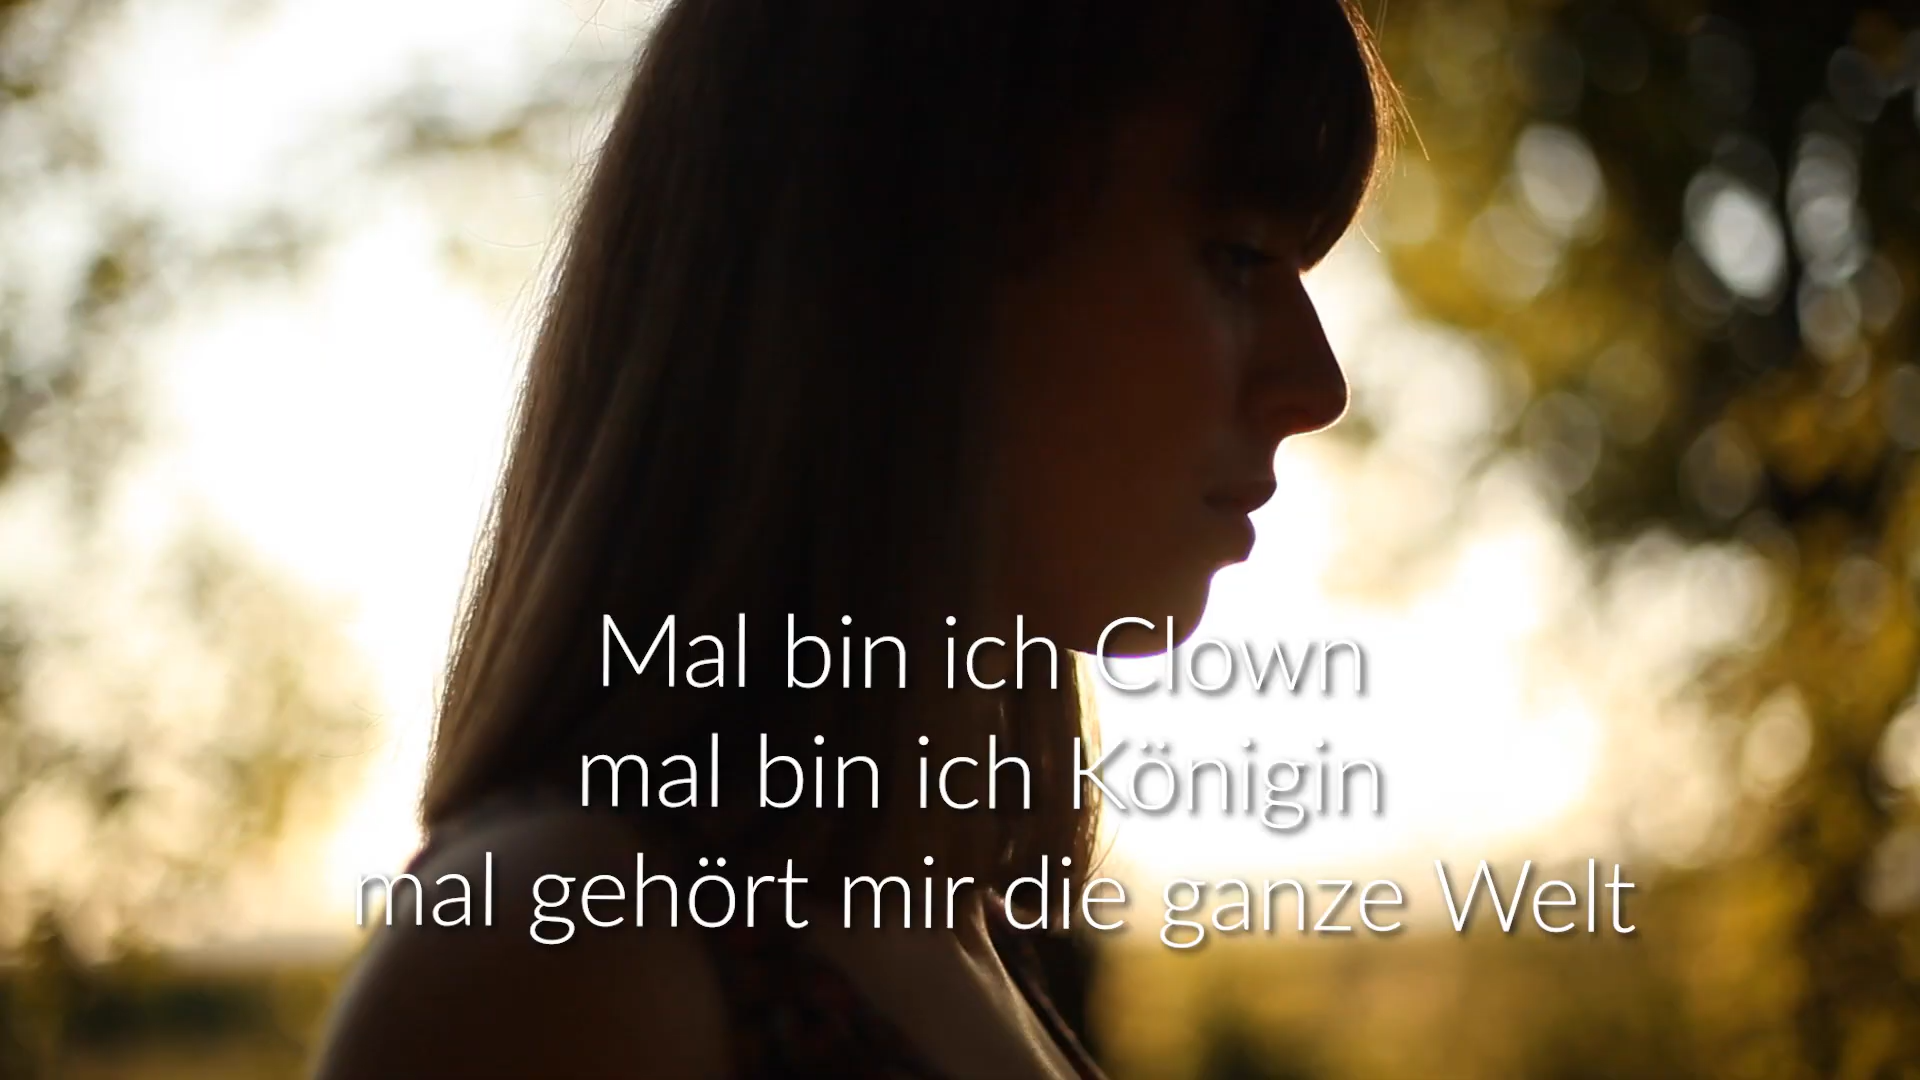 Mal bin ich Clown
mal bin ich Königin
mal gehört mir die ganze Welt